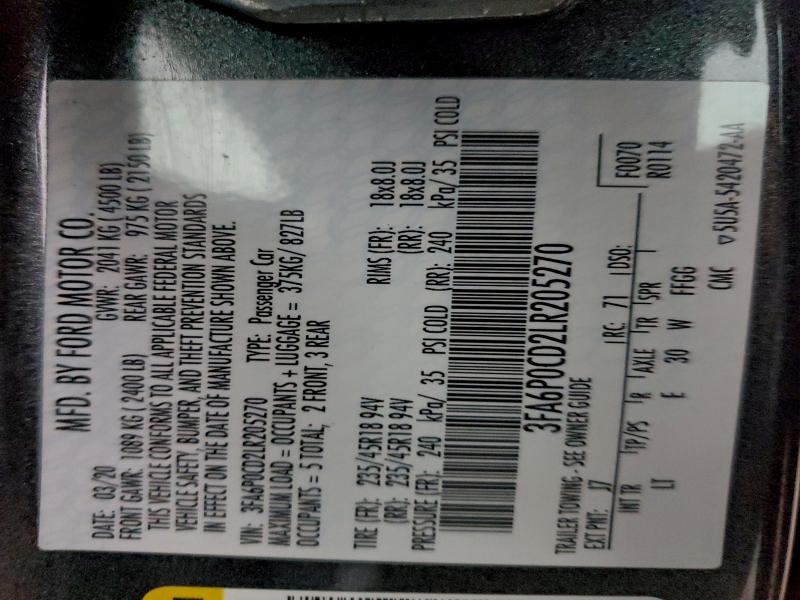 MFD. BY FORD MOTOR CO.
DATE: 03/20 GVWR: 2041 KG ( 4500 LB)
FRONT GAWR: 1089 KG ( 2400 LB) REAR GAWR: 975 KG ( 2150 LB)
THIS VEHICLE CONFORMS TO ALL APPLICABLE FEDERAL MOTOR
VEHICLE SAFETY, BUMPER, AND THEFT PREVENTION STANDARDS
IN EFFECT ON THE DATE OF MANUFACTURE SHOWN ABOVE.
VIN: 3FA6P0CD2LR205270 TYPE: Passenger Car
MAXIMUM LOAD = OCCUPANTS + LUGGAGE = 375KG/ 827LB
OCCUPANTS = 5 TOTAL; 2 FRONT, 3 REAR
TIRE (FR): 235/45R18 94V RIMS (FR): 18x8.0J
(RR): 235/45R18 94V (RR): 18x8.0J
PRESSURE (FR): 240 kPa/ 35 PSI COLD (RR): 240 kPa/ 35 PSI COLD
3FA6P0CD2LR205270
TRAILER TOWING - SEE OWNER GUIDE
EXT PNT: J7 RC: 71 DSO: F0070
R0114
INT TR TP/PS R AXLE TR SPR
LT E 30 W FFGG
CMC ▽5U5A-5420472-AA